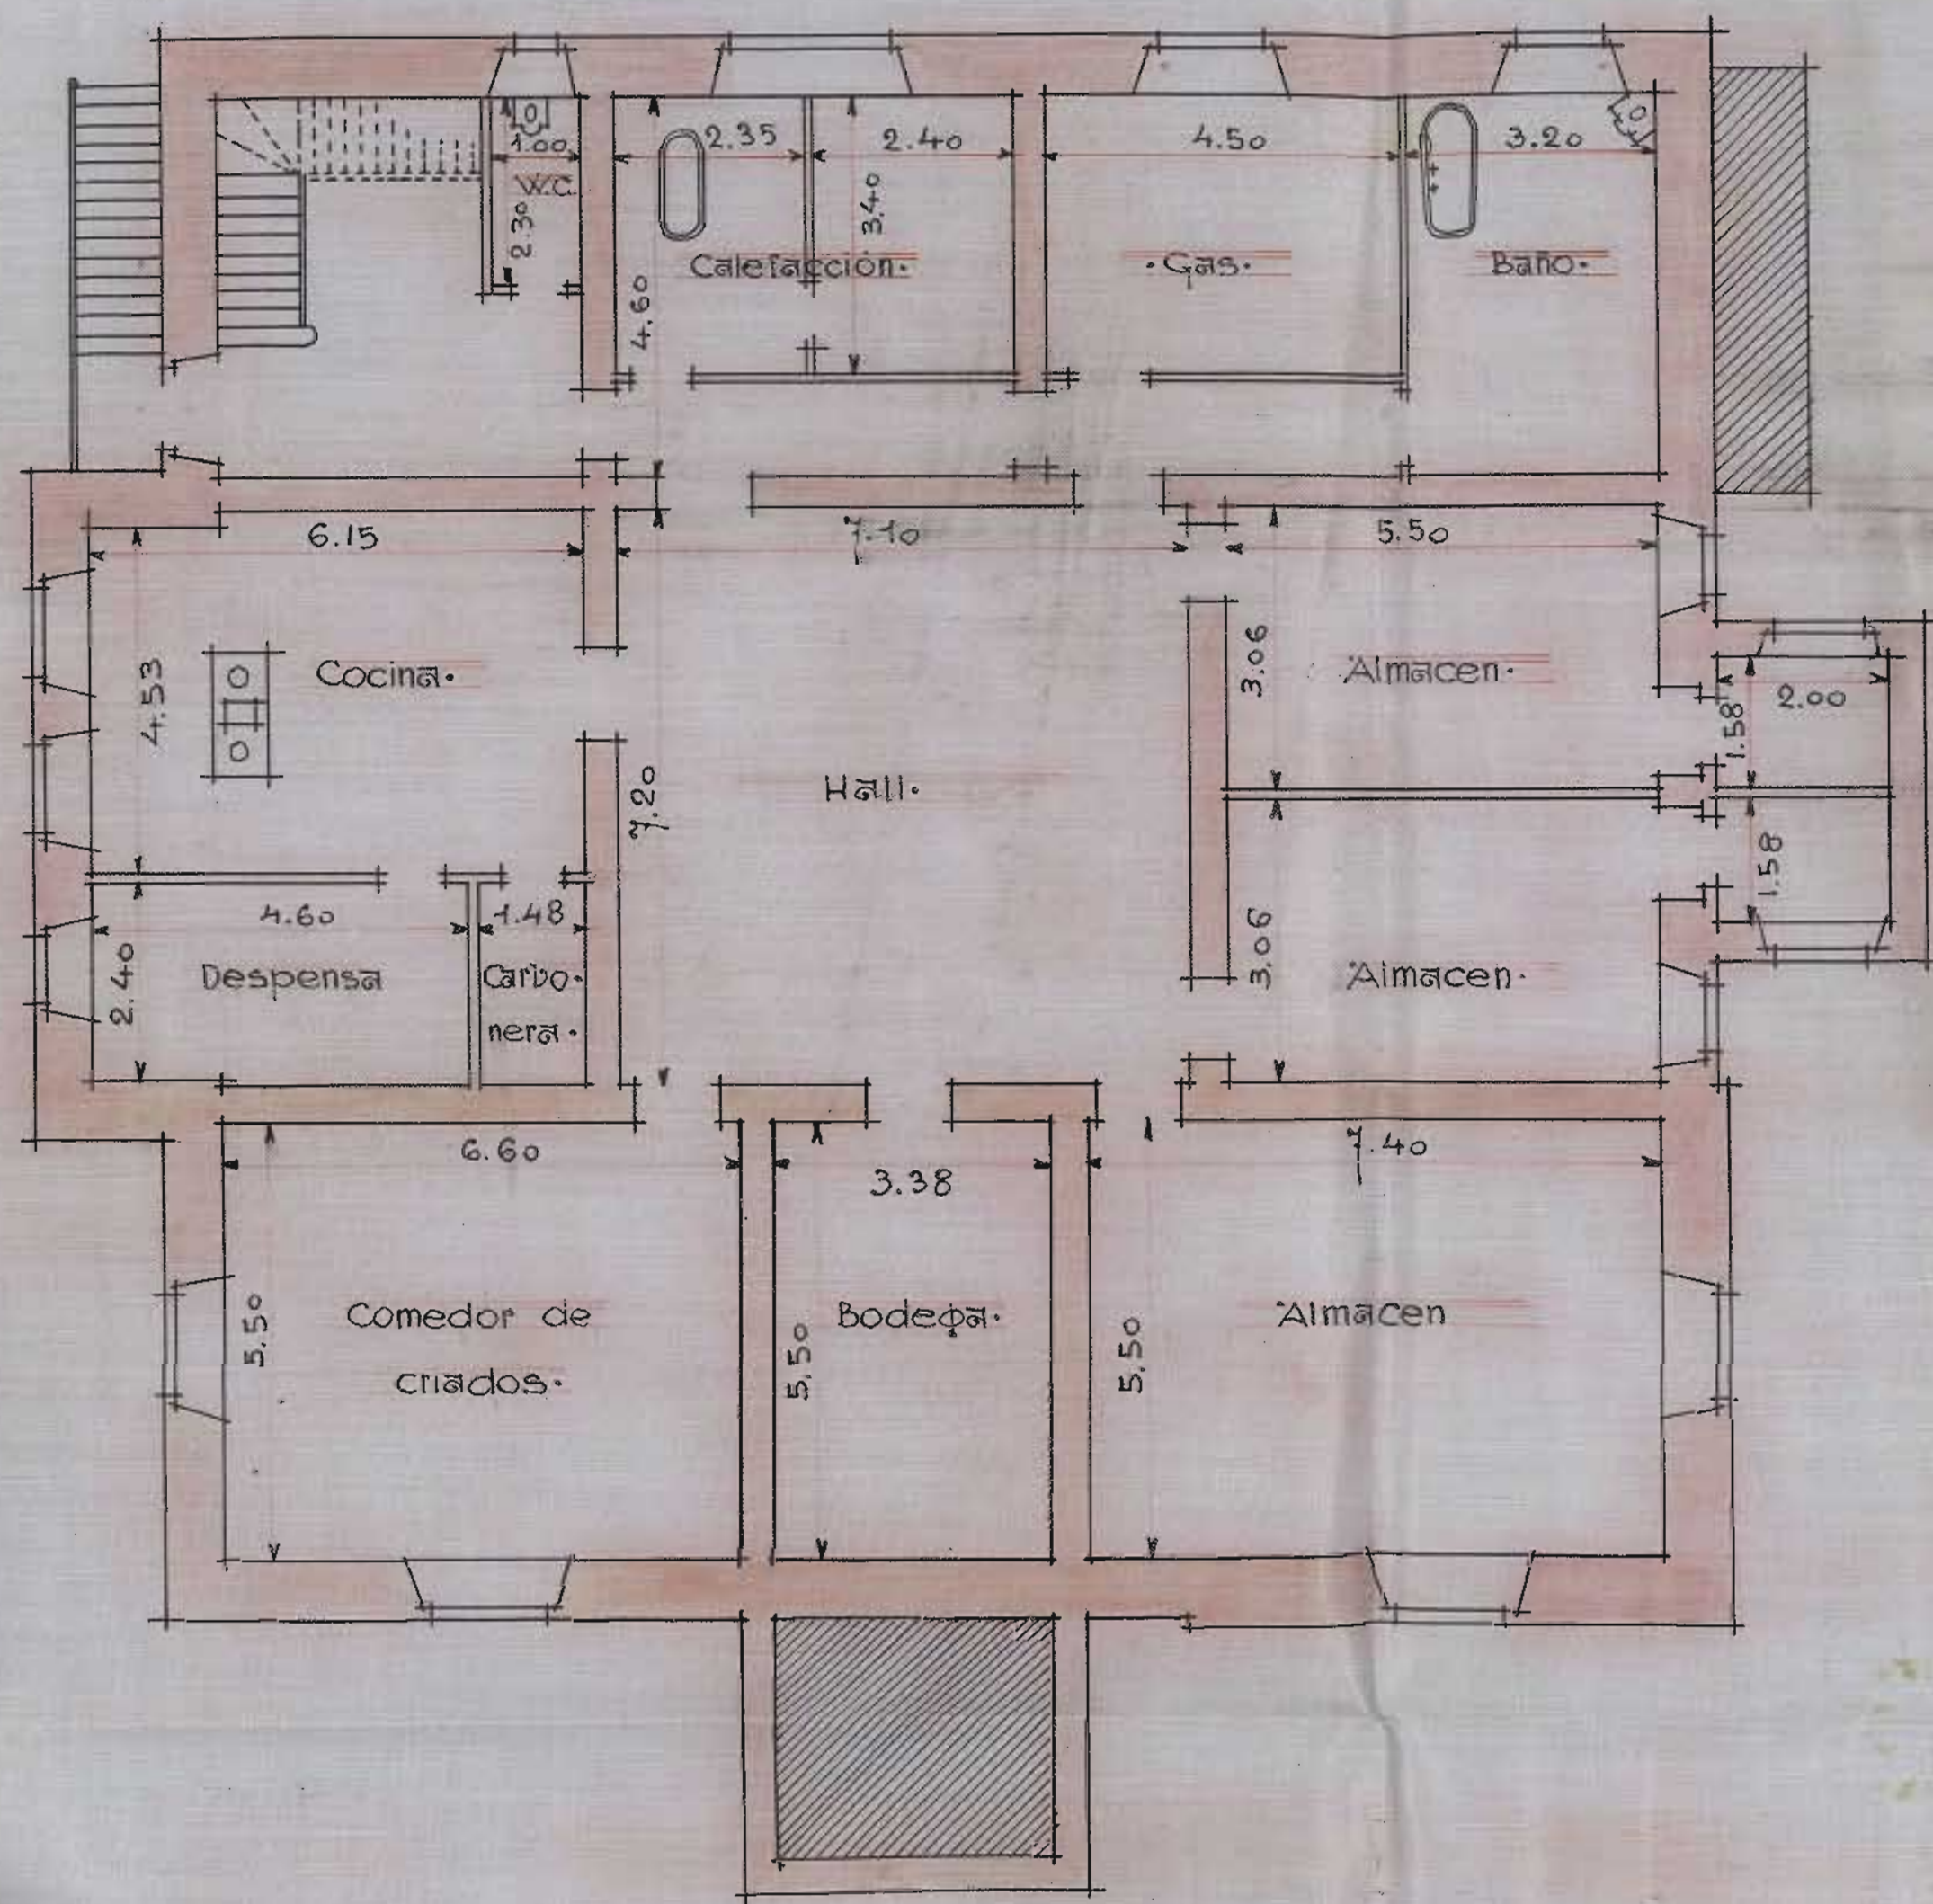 1.00
W.C.
2.30
2.35
2.40
3.40
4.60
Calefacción.
4.50
.Gas.
3.20
Baño.
6.15
7.10
5.50
4.53
Cocina.
7.20
Hall.
3.06
Almacen.
1.58
2.00
1.58
4.60
1.48
2.40
Despensa
Carbo.
nera.
3.06
Almacen.
6.60
3.38
7.40
5.50
Comedor de
criados.
5.50
Bodega.
5.50
Almacen